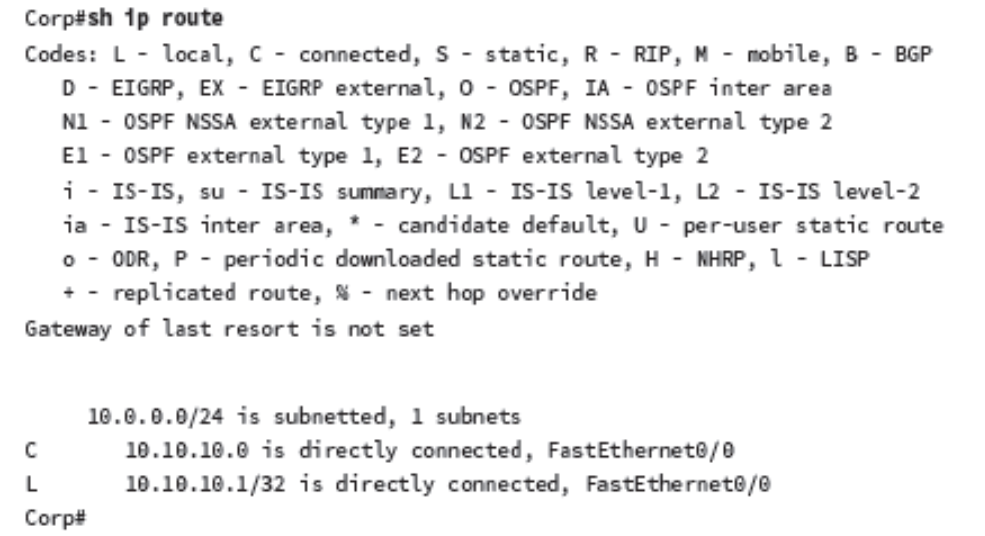 Corp#sh ip route
Codes: L - local, C - connected, S - static, R - RIP, M - mobile, B - BGP
D - EIGRP, EX - EIGRP external, O - OSPF, IA - OSPF inter area
N1 - OSPF NSSA external type 1, N2 - OSPF NSSA external type 2
E1 - OSPF external type 1, E2 - OSPF external type 2
i - IS-IS, su - IS-IS summary, L1 - IS-IS level-1, L2 - IS-IS level-2
ia - IS-IS inter area, * - candidate default, U - per-user static route
o - ODR, P - periodic downloaded static route, H - NHRP, l - LISP
+ - replicated route, % - next hop override
Gateway of last resort is not set
10.0.0.0/24 is subnetted, 1 subnets
C 10.10.10.0 is directly connected, FastEthernet0/0
L 10.10.10.1/32 is directly connected, FastEthernet0/0
Corp#